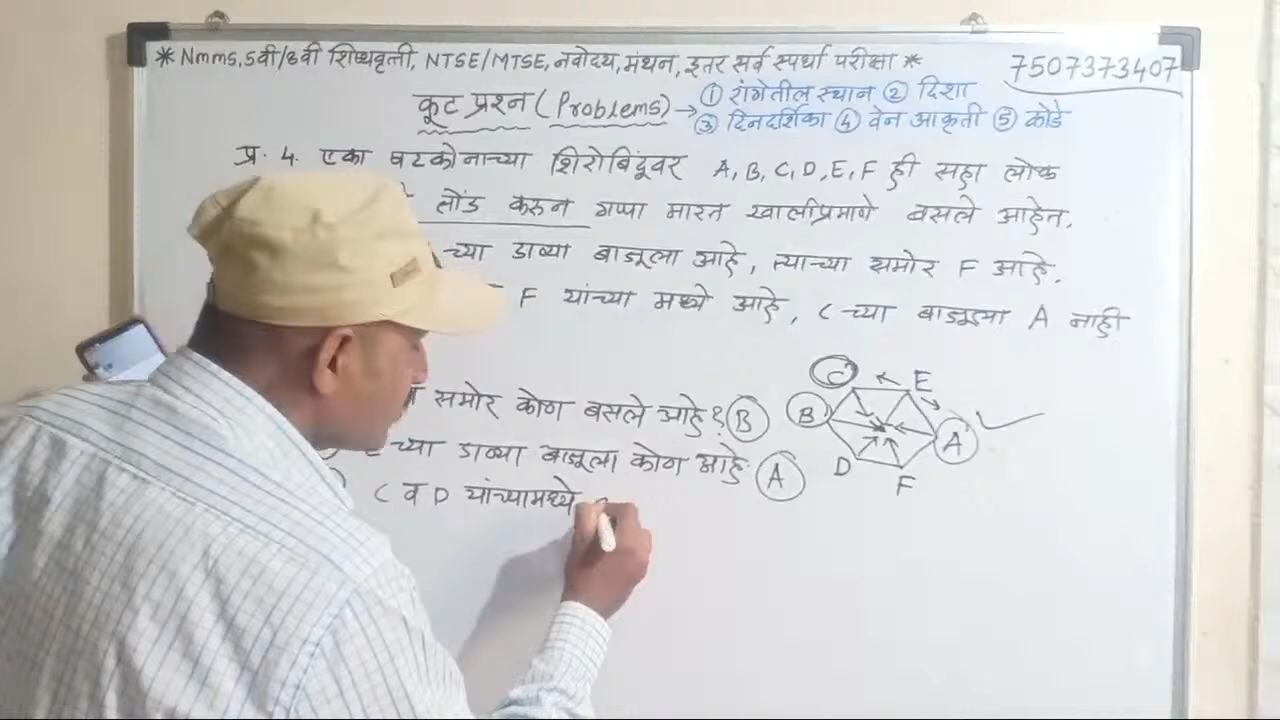 * Nmms, 5वी/8वी शिष्यवृत्ती, NTSE/MTSE, नवोदय, मंथन, इतर सर्व स्पर्धा परीक्षा *
7507373407
कूट प्रश्न (Problems) → ① रांगेतील स्थान ② दिशा
③ दिनदर्शिका ④ वेन आकृती ⑤ कोडे
प्र. 4. एका षटकोनाच्या शिरोबिंदूवर A, B, C, D, E, F ही सहा लोक
तोंड करुन गप्पा मारत खालीप्रमाणे बसले आहेत.
च्या डाव्या बाजूला आहे, त्याच्या समोर F आहे.
F यांच्या मध्ये आहे, C च्या बाजूला A नाही
समोर कोण बसले आहे? B
च्या डाव्या बाजूला कोण आहे. A
C व D यांच्यामध्ये
C E
B A
D F